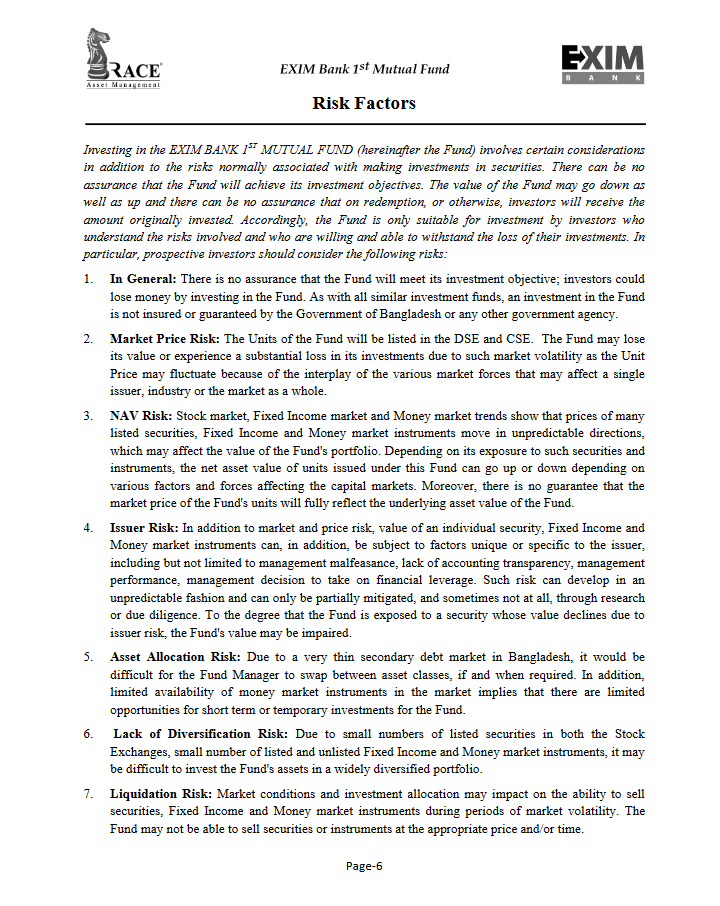 RACE®
Asset Management
EXIM Bank 1st Mutual Fund
EXIM
BANK
Risk Factors
Investing in the EXIM BANK 1ST MUTUAL FUND (hereinafter the Fund) involves certain considerations
in addition to the risks normally associated with making investments in securities. There can be no
assurance that the Fund will achieve its investment objectives. The value of the Fund may go down as
well as up and there can be no assurance that on redemption, or otherwise, investors will receive the
amount originally invested. Accordingly, the Fund is only suitable for investment by investors who
understand the risks involved and who are willing and able to withstand the loss of their investments. In
particular, prospective investors should consider the following risks:
1. In General: There is no assurance that the Fund will meet its investment objective; investors could
lose money by investing in the Fund. As with all similar investment funds, an investment in the Fund
is not insured or guaranteed by the Government of Bangladesh or any other government agency.
2. Market Price Risk: The Units of the Fund will be listed in the DSE and CSE. The Fund may lose
its value or experience a substantial loss in its investments due to such market volatility as the Unit
Price may fluctuate because of the interplay of the various market forces that may affect a single
issuer, industry or the market as a whole.
3. NAV Risk: Stock market, Fixed Income market and Money market trends show that prices of many
listed securities, Fixed Income and Money market instruments move in unpredictable directions,
which may affect the value of the Fund's portfolio. Depending on its exposure to such securities and
instruments, the net asset value of units issued under this Fund can go up or down depending on
various factors and forces affecting the capital markets. Moreover, there is no guarantee that the
market price of the Fund's units will fully reflect the underlying asset value of the Fund.
4. Issuer Risk: In addition to market and price risk, value of an individual security, Fixed Income and
Money market instruments can, in addition, be subject to factors unique or specific to the issuer,
including but not limited to management malfeasance, lack of accounting transparency, management
performance, management decision to take on financial leverage. Such risk can develop in an
unpredictable fashion and can only be partially mitigated, and sometimes not at all, through research
or due diligence. To the degree that the Fund is exposed to a security whose value declines due to
issuer risk, the Fund's value may be impaired.
5. Asset Allocation Risk: Due to a very thin secondary debt market in Bangladesh, it would be
difficult for the Fund Manager to swap between asset classes, if and when required. In addition,
limited availability of money market instruments in the market implies that there are limited
opportunities for short term or temporary investments for the Fund.
6. Lack of Diversification Risk: Due to small numbers of listed securities in both the Stock
Exchanges, small number of listed and unlisted Fixed Income and Money market instruments, it may
be difficult to invest the Fund's assets in a widely diversified portfolio.
7. Liquidation Risk: Market conditions and investment allocation may impact on the ability to sell
securities, Fixed Income and Money market instruments during periods of market volatility. The
Fund may not be able to sell securities or instruments at the appropriate price and/or time.
Page-6